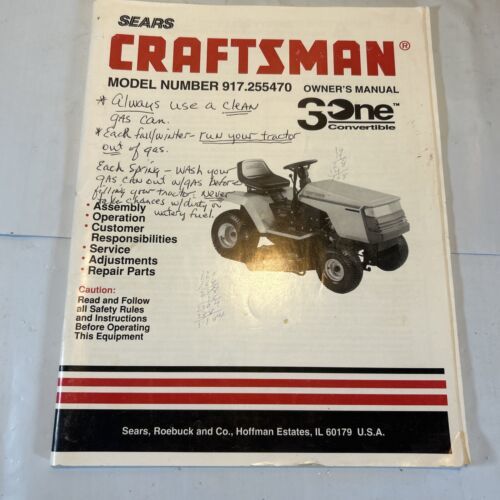 SEARS
CRAFTSMAN®
MODEL NUMBER 917.255470 OWNER'S MANUAL
3One™
Convertible
* Always use a clean
gas can.
* Each fall/winter - run your tractor
out of gas.
Each Spring - wash your
gas can out w/gas before
filling your tractor. Never
take chances w/dirty or
watery fuel.
• Assembly
• Operation
• Customer
Responsibilities
• Service
• Adjustments
• Repair Parts
Caution:
Read and Follow
all Safety Rules
and Instructions
Before Operating
This Equipment
Sears, Roebuck and Co., Hoffman Estates, IL 60179 U.S.A.